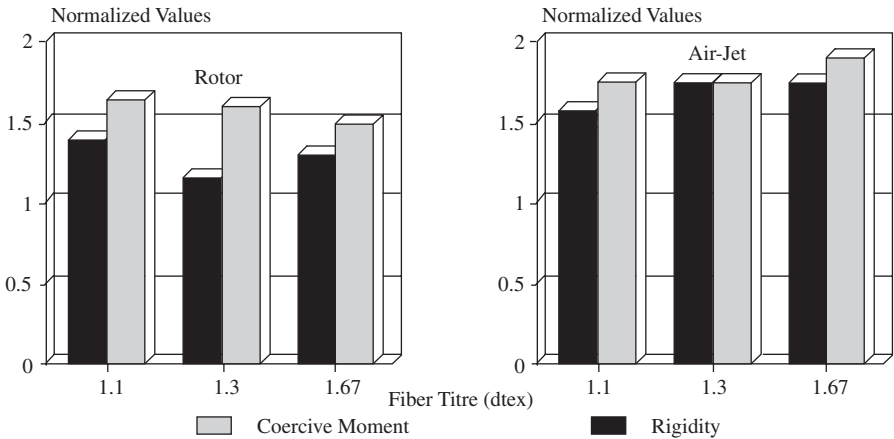 Normalized Values
Rotor
2
1.5
1
0.5
0
1.1 1.3 1.67
Normalized Values
Air-Jet
2
1.5
1
0.5
0
1.1 1.3 1.67
Fiber Titre (dtex)
Coercive Moment Rigidity